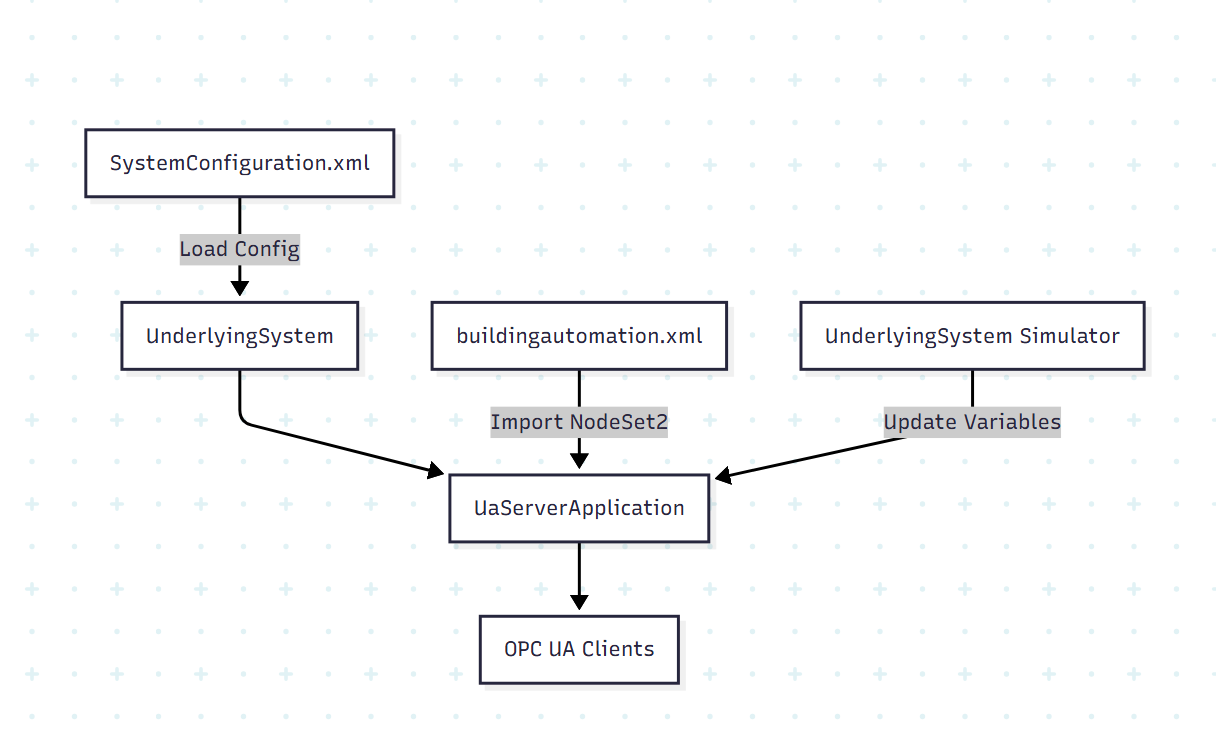 SystemConfiguration.xml
Load Config
UnderlyingSystem
buildingautomation.xml
UnderlyingSystem Simulator
Import NodeSet2
Update Variables
UaServerApplication
OPC UA Clients